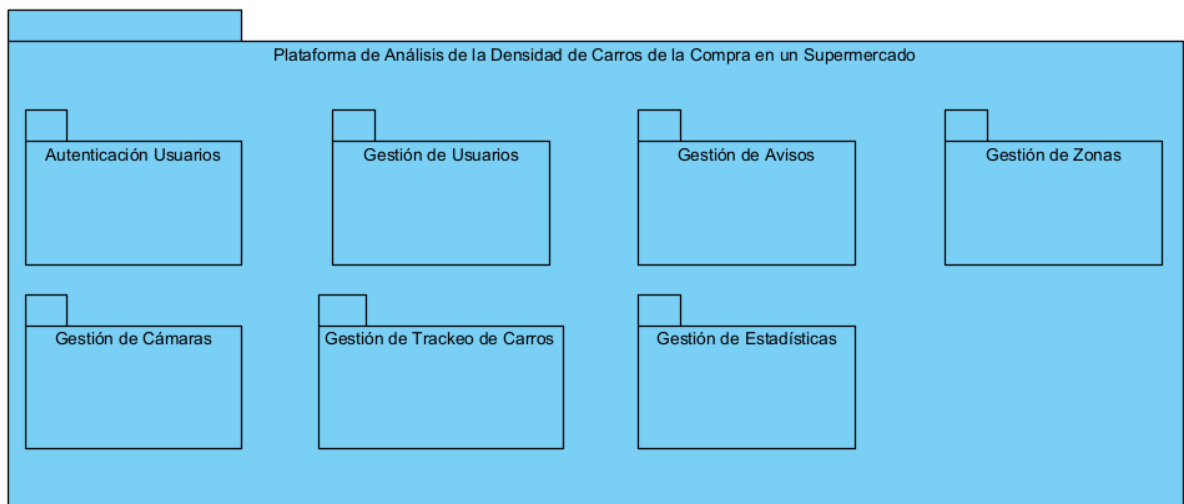 Plataforma de Análisis de la Densidad de Carros de la Compra en un Supermercado
Autenticación Usuarios
Gestión de Usuarios
Gestión de Avisos
Gestión de Zonas
Gestión de Cámaras
Gestión de Trackeo de Carros
Gestión de Estadísticas